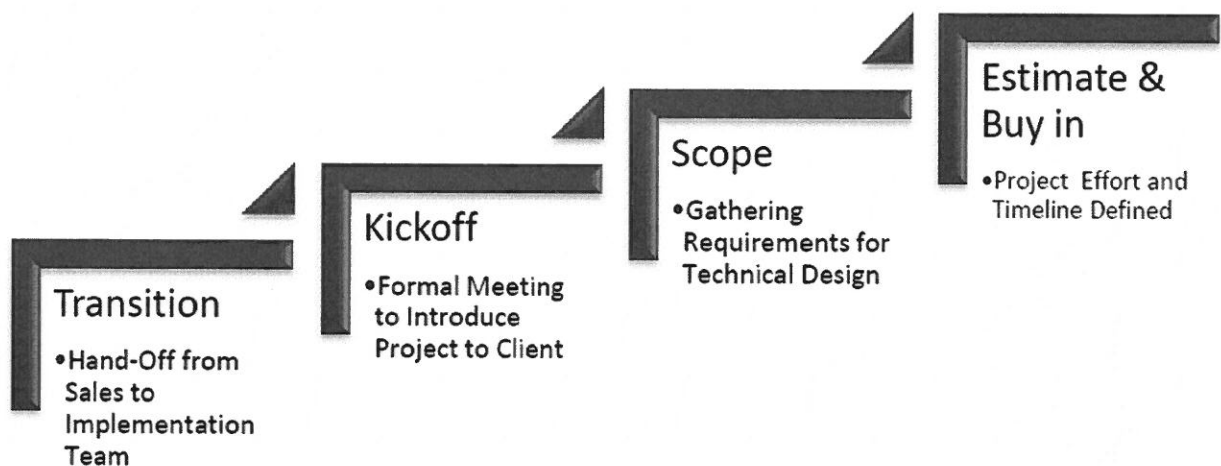 Transition
•Hand-Off from
Sales to
Implementation
Team
Kickoff
•Formal Meeting
to Introduce
Project to Client
Scope
•Gathering
Requirements for
Technical Design
Estimate &
Buy in
•Project Effort and
Timeline Defined